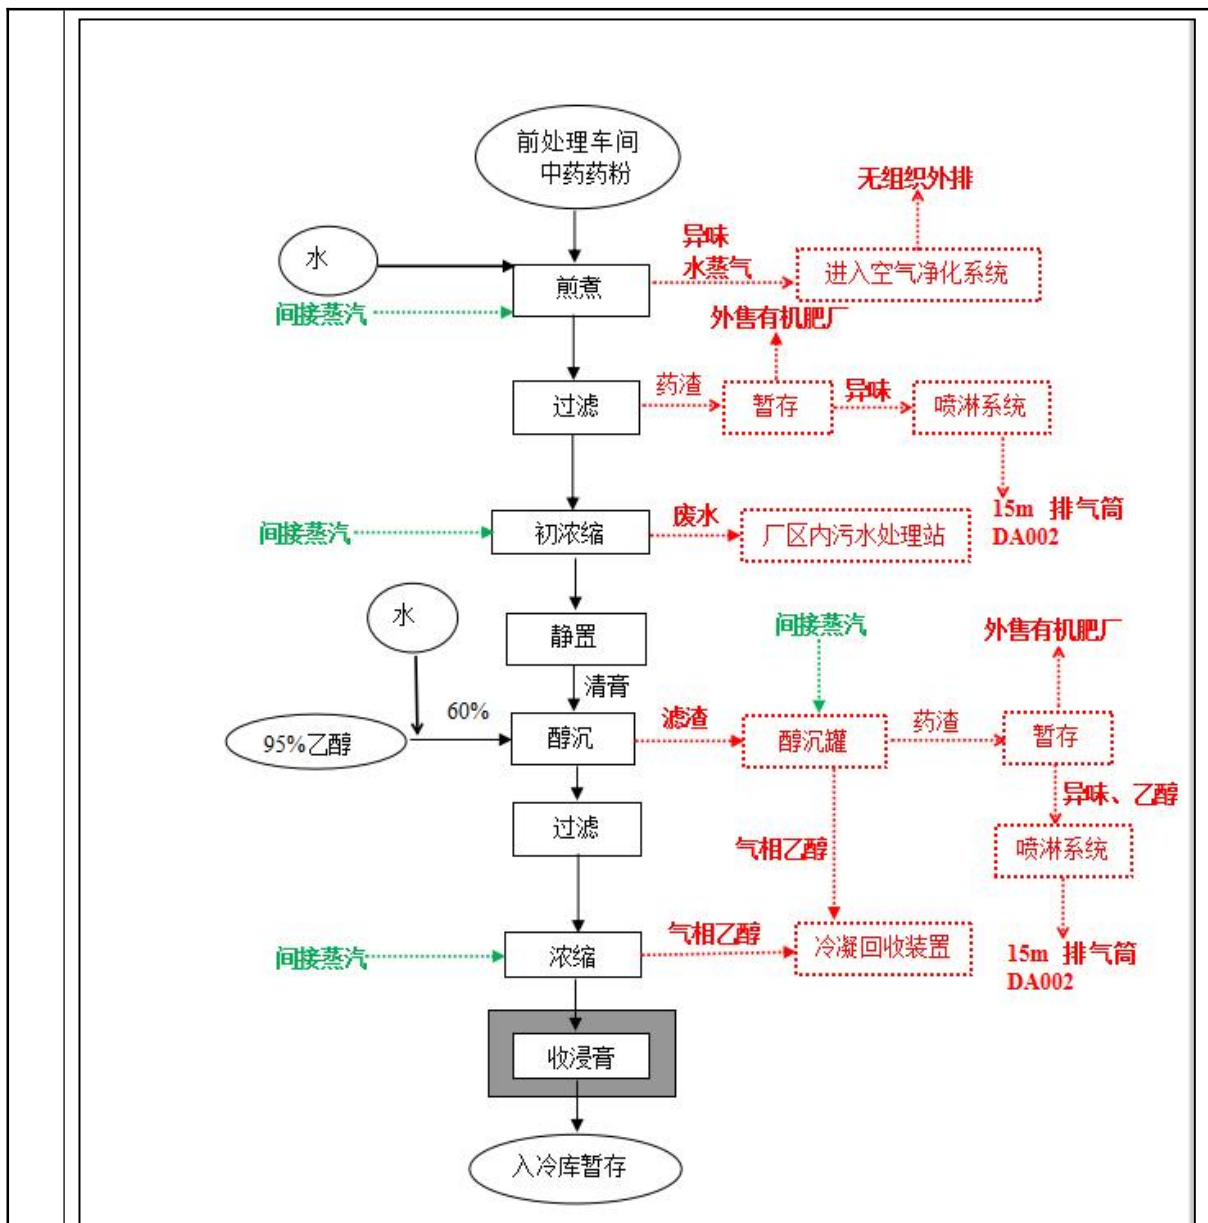 前处理车间
中药药粉
无组织外排
水
异味
水蒸气
进入空气净化系统
煎煮
间接蒸汽
外售有机肥厂
过滤
药渣
暂存
异味
喷淋系统
15m 排气筒
DA002
间接蒸汽
初浓缩
废水
厂区内污水处理站
水
静置
间接蒸汽
外售有机肥厂
清膏
60%
95%乙醇
醇沉
滤渣
醇沉罐
药渣
暂存
异味、乙醇
过滤
气相乙醇
喷淋系统
间接蒸汽
浓缩
气相乙醇
冷凝回收装置
15m 排气筒
DA002
收浸膏
入冷库暂存